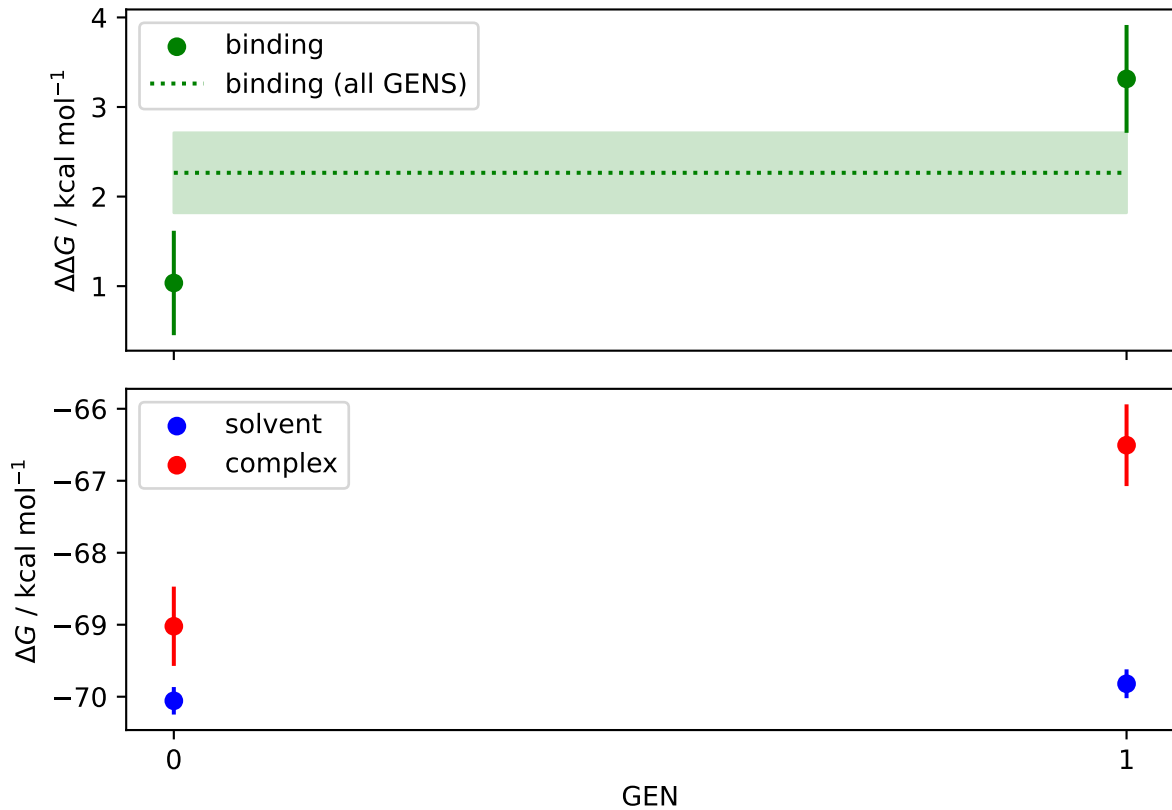 4
3
2
1
ΔΔG / kcal mol⁻¹
binding
binding (all GENS)
−66
−67
−68
−69
−70
ΔG / kcal mol⁻¹
solvent
complex
0 1
GEN